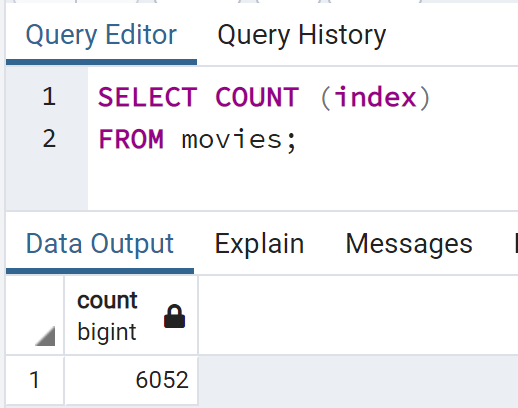 Query Editor Query History
1 SELECT COUNT (index)
2 FROM movies;
Data Output Explain Messages
count
bigint
1 6052